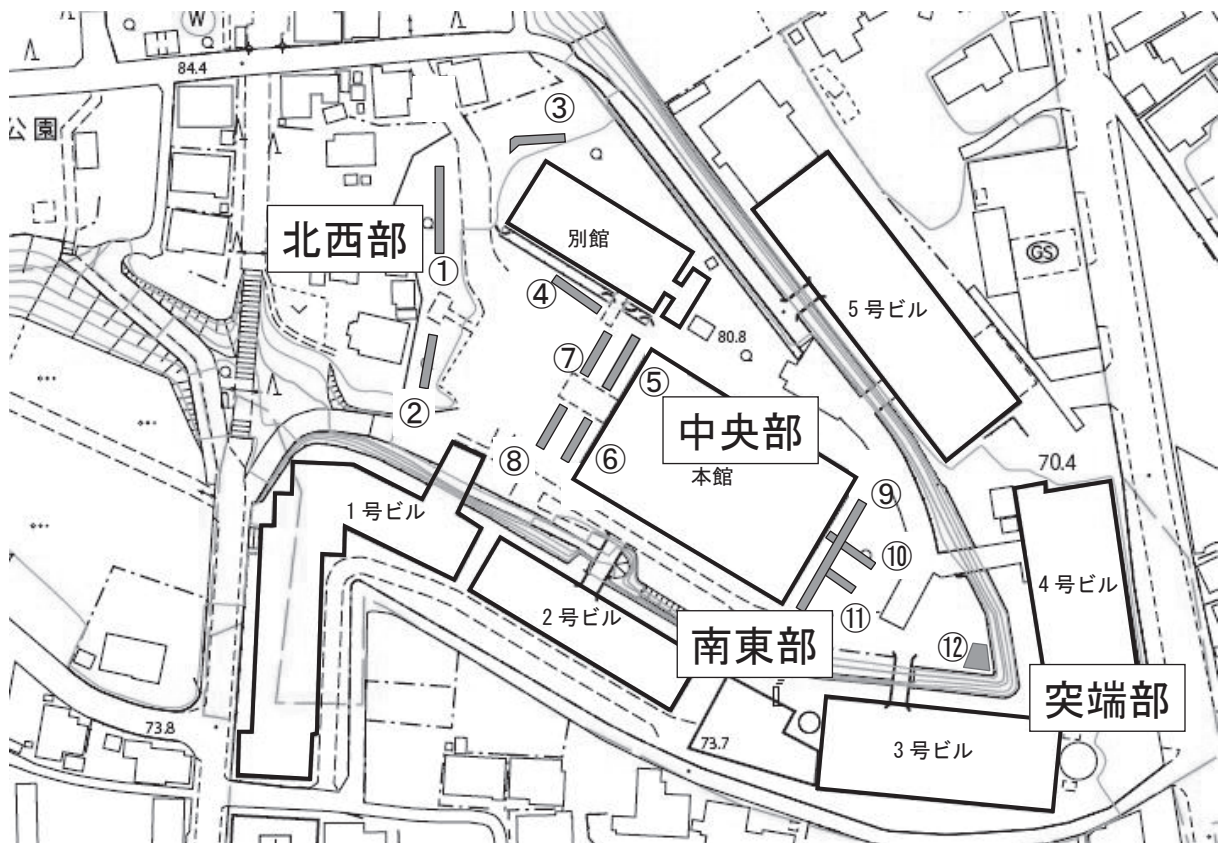 W
84.4
公園
③
北西部
①
別館
④
5号ビル
GS
80.8
⑦
⑤
②
中央部
⑧
⑥
本館
70.4
⑨
1号ビル
⑩
4号ビル
2号ビル
⑪
南東部
⑫
突端部
73.8
73.7
3号ビル